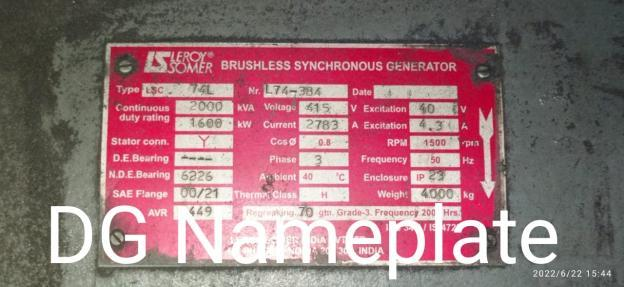 LS LEROY® SOMER BRUSHLESS SYNCHRONOUS GENERATOR
Type LSC 74L Nr. L74-384 Date
Continuous duty rating 2000 kVA Voltage 415 V Excitation 40 V
1600 kW Current 2783 A Excitation 4.3 A
Stator conn. Y Cos Ø 0.8 RPM 1500 rpm
D.E.Bearing ---- Phase 3 Frequency 50 Hz
N.D.E.Bearing 6226 Ambient 40 °C Enclosure IP 23
SAE Flange 00/21 Thermal Class H Weight 4000 kg
AVR 449 Regreasing 70 gm. Grade-3. Frequency 200 Hrs.
INDIA
DG Nameplate
2022/6/22 15:44